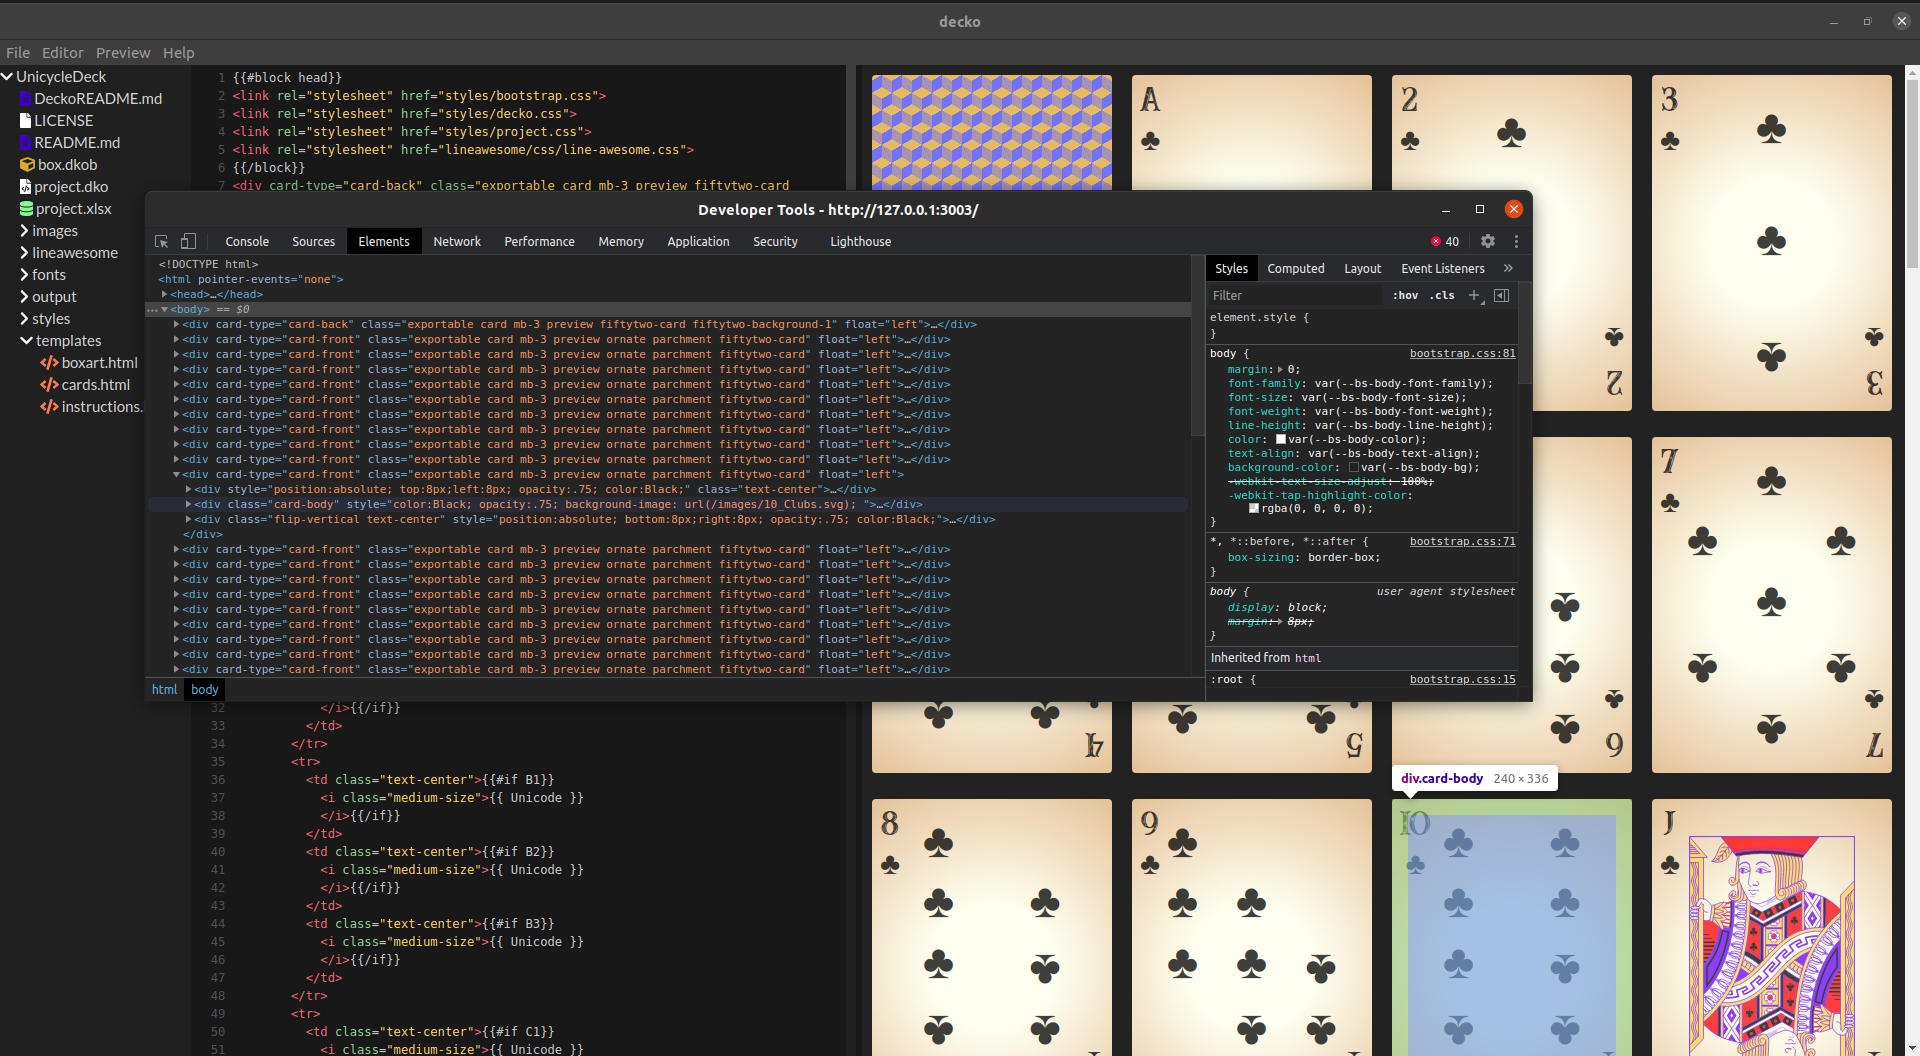 decko
File Editor Preview Help
UnicycleDeck
DeckoREADME.md
LICENSE
README.md
box.dkob
project.dko
project.xlsx
images
lineawesome
fonts
output
styles
templates
boxart.html
cards.html
instructions.
1 {{#block head}}
2 <link rel="stylesheet" href="styles/bootstrap.css">
3 <link rel="stylesheet" href="styles/decko.css">
4 <link rel="stylesheet" href="styles/project.css">
5 <link rel="stylesheet" href="lineawesome/css/line-awesome.css">
6 {{/block}}
7 <div card-type="card-back" class="exportable card mb-3 preview fiftytwo-card
A
2
3
2
3
Developer Tools - http://127.0.0.1:3003/
Console Sources Elements Network Performance Memory Application Security Lighthouse
40
<!DOCTYPE html>
<html pointer-events="none">
<head>…</head>
<body> == $0
<div card-type="card-back" class="exportable card mb-3 preview fiftytwo-card fiftytwo-background-1" float="left">…</div>
<div card-type="card-front" class="exportable card mb-3 preview ornate parchment fiftytwo-card" float="left">…</div>
<div card-type="card-front" class="exportable card mb-3 preview ornate parchment fiftytwo-card" float="left">…</div>
<div card-type="card-front" class="exportable card mb-3 preview ornate parchment fiftytwo-card" float="left">…</div>
<div card-type="card-front" class="exportable card mb-3 preview ornate parchment fiftytwo-card" float="left">…</div>
<div card-type="card-front" class="exportable card mb-3 preview ornate parchment fiftytwo-card" float="left">…</div>
<div card-type="card-front" class="exportable card mb-3 preview ornate parchment fiftytwo-card" float="left">…</div>
<div card-type="card-front" class="exportable card mb-3 preview ornate parchment fiftytwo-card" float="left">…</div>
<div card-type="card-front" class="exportable card mb-3 preview ornate parchment fiftytwo-card" float="left">…</div>
<div card-type="card-front" class="exportable card mb-3 preview ornate parchment fiftytwo-card" float="left">…</div>
<div card-type="card-front" class="exportable card mb-3 preview ornate parchment fiftytwo-card" float="left">
<div style="position:absolute; top:8px;left:8px; opacity:.75; color:Black;" class="text-center">…</div>
<div class="card-body" style="color:Black; opacity:.75; background-image: url(/images/10_Clubs.svg); ">…</div>
<div class="flip-vertical text-center" style="position:absolute; bottom:8px;right:8px; opacity:.75; color:Black;">…</div>
</div>
<div card-type="card-front" class="exportable card mb-3 preview ornate parchment fiftytwo-card" float="left">…</div>
<div card-type="card-front" class="exportable card mb-3 preview ornate parchment fiftytwo-card" float="left">…</div>
<div card-type="card-front" class="exportable card mb-3 preview ornate parchment fiftytwo-card" float="left">…</div>
<div card-type="card-front" class="exportable card mb-3 preview ornate parchment fiftytwo-card" float="left">…</div>
<div card-type="card-front" class="exportable card mb-3 preview ornate parchment fiftytwo-card" float="left">…</div>
<div card-type="card-front" class="exportable card mb-3 preview ornate parchment fiftytwo-card" float="left">…</div>
<div card-type="card-front" class="exportable card mb-3 preview ornate parchment fiftytwo-card" float="left">…</div>
<div card-type="card-front" class="exportable card mb-3 preview ornate parchment fiftytwo-card" float="left">…</div>
<div card-type="card-front" class="exportable card mb-3 preview ornate parchment fiftytwo-card" float="left">…</div>
html body
Styles Computed Layout Event Listeners »
Filter :hov .cls +
element.style {
}
body { bootstrap.css:81
margin: 0;
font-family: var(--bs-body-font-family);
font-size: var(--bs-body-font-size);
font-weight: var(--bs-body-font-weight);
line-height: var(--bs-body-line-height);
color: var(--bs-body-color);
text-align: var(--bs-body-text-align);
background-color: var(--bs-body-bg);
-webkit-text-size-adjust: 100%;
-webkit-tap-highlight-color:
rgba(0, 0, 0, 0);
}
*, *::before, *::after { bootstrap.css:71
box-sizing: border-box;
}
body { user agent stylesheet
display: block;
margin: 8px;
}
Inherited from html
:root { bootstrap.css:15
7
32 </i>{{/if}}
33 </td>
34 </tr>
35 <tr>
36 <td class="text-center">{{#if B1}}
37 <i class="medium-size">{{ Unicode }}
38 </i>{{/if}}
39 </td>
40 <td class="text-center">{{#if B2}}
41 <i class="medium-size">{{ Unicode }}
42 </i>{{/if}}
43 </td>
44 <td class="text-center">{{#if B3}}
45 <i class="medium-size">{{ Unicode }}
46 </i>{{/if}}
47 </td>
48 </tr>
49 <tr>
50 <td class="text-center">{{#if C1}}
51 <i class="medium-size">{{ Unicode }}
4
5
6
7
div.card-body 240 × 336
8
9
10
J